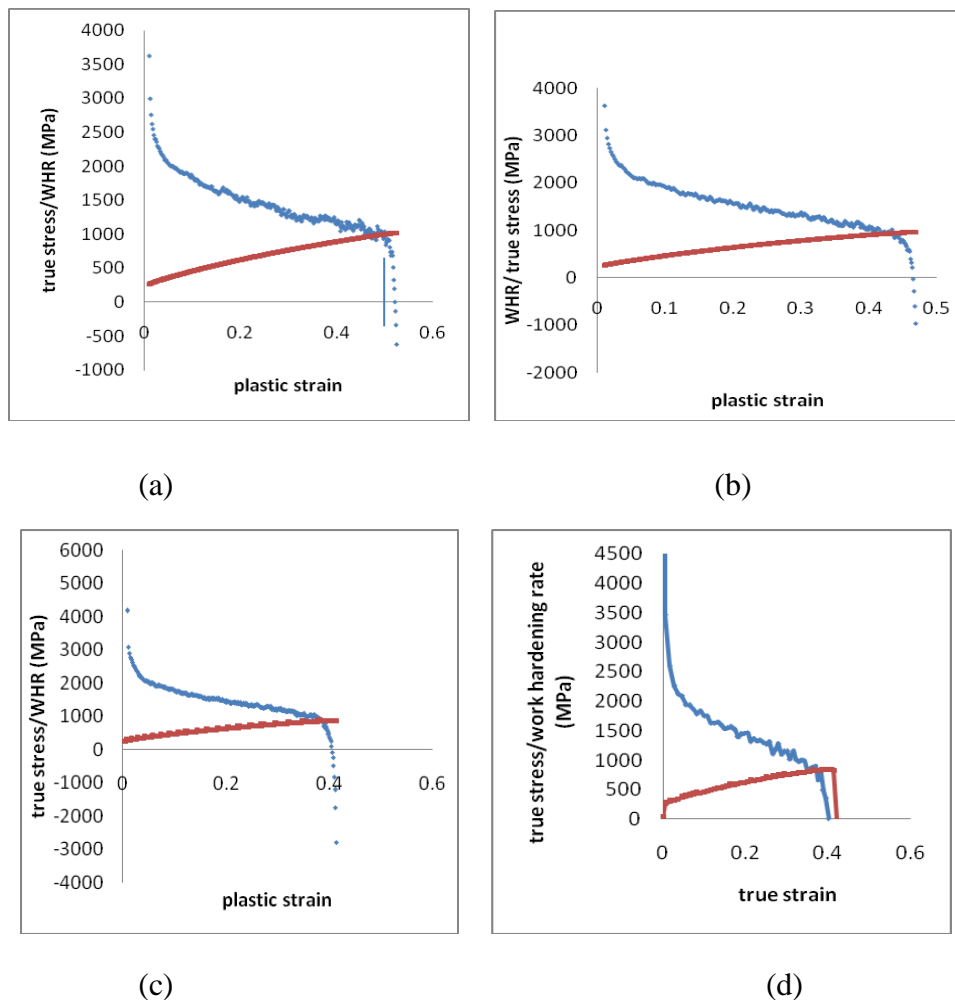 true stress/WHR (MPa)
4000
3500
3000
2500
2000
1500
1000
500
0
-500
-1000
0 0.2 0.4 0.6
plastic strain
(a)
WHR/ true stress (MPa)
4000
3000
2000
1000
0
-1000
-2000
0 0.1 0.2 0.3 0.4 0.5
plastic strain
(b)
true stress/WHR (MPa)
6000
5000
4000
3000
2000
1000
0
-1000
-2000
-3000
-4000
0 0.2 0.4 0.6
plastic strain
(c)
true stress/work hardening rate
(MPa)
4500
4000
3500
3000
2500
2000
1500
1000
500
0
0 0.2 0.4 0.6
true strain
(d)